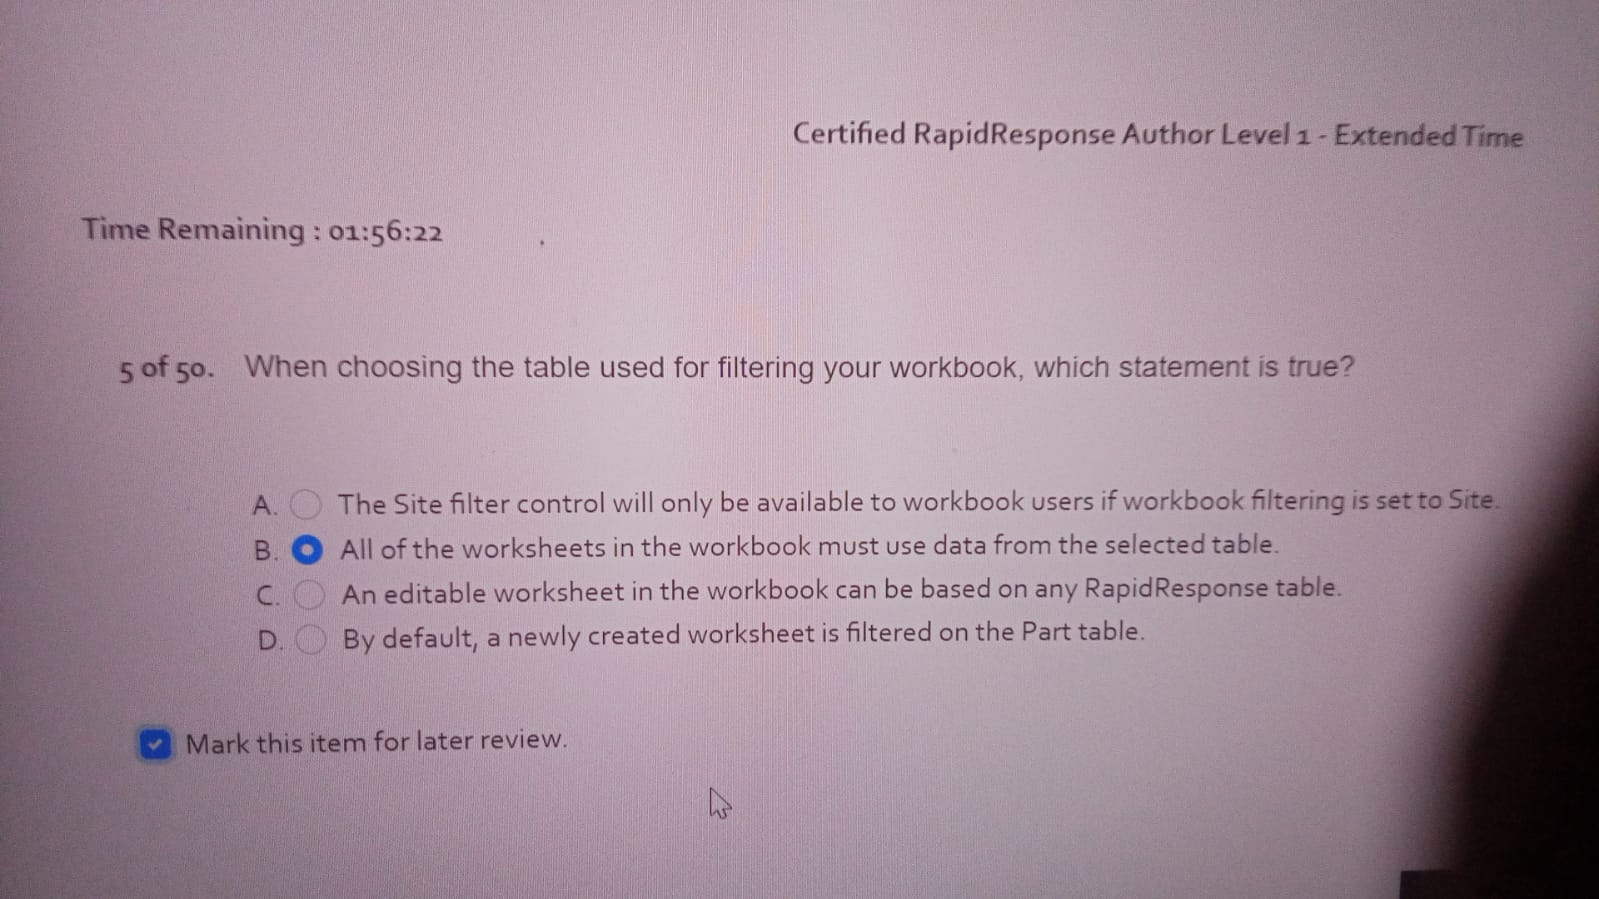 Certified RapidResponse Author Level 1 - Extended Time
Time Remaining : 01:56:22
5 of 50. When choosing the table used for filtering your workbook, which statement is true?
A. The Site filter control will only be available to workbook users if workbook filtering is set to Site.
B. All of the worksheets in the workbook must use data from the selected table.
C. An editable worksheet in the workbook can be based on any RapidResponse table.
D. By default, a newly created worksheet is filtered on the Part table.
Mark this item for later review.